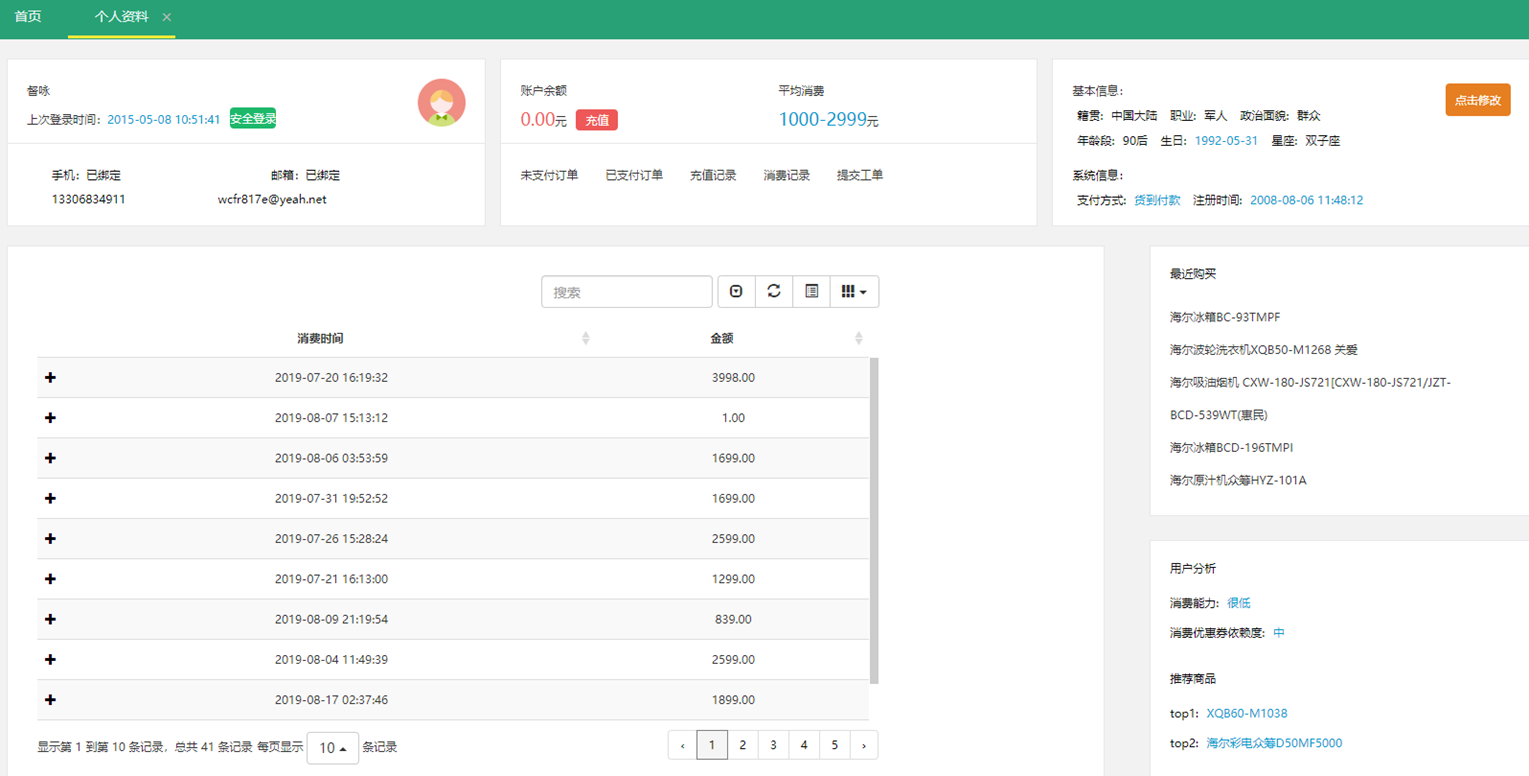 首页 个人资料 ×
督咏
上次登录时间：2015-05-08 10:51:41 安全登录
手机：已绑定 邮箱：已绑定
13306834911 wcfr817e@yeah.net
账户余额 平均消费
0.00元 充值 1000-2999元
未支付订单 已支付订单 充值记录 消费记录 提交工单
基本信息：
点击修改
籍贯：中国大陆 职业：军人 政治面貌：群众
年龄段：90后 生日：1992-05-31 星座：双子座
系统信息：
支付方式：货到付款 注册时间：2008-08-06 11:48:12
搜索
消费时间 金额
2019-07-20 16:19:32 3998.00
2019-08-07 15:13:12 1.00
2019-08-06 03:53:59 1699.00
2019-07-31 19:52:52 1699.00
2019-07-26 15:28:24 2599.00
2019-07-21 16:13:00 1299.00
2019-08-09 21:19:54 839.00
2019-08-04 11:49:39 2599.00
2019-08-17 02:37:46 1899.00
显示第 1 到第 10 条记录，总共 41 条记录 每页显示 10 条记录
‹ 1 2 3 4 5 ›
最近购买
海尔冰箱BC-93TMPF
海尔波轮洗衣机XQB50-M1268 关爱
海尔吸油烟机 CXW-180-JS721[CXW-180-JS721/JZT-
BCD-539WT(惠民)
海尔冰箱BCD-196TMPI
海尔原汁机众筹HYZ-101A
用户分析
消费能力：很低
消费优惠券依赖度：中
推荐商品
top1: XQB60-M1038
top2: 海尔彩电众筹D50MF5000